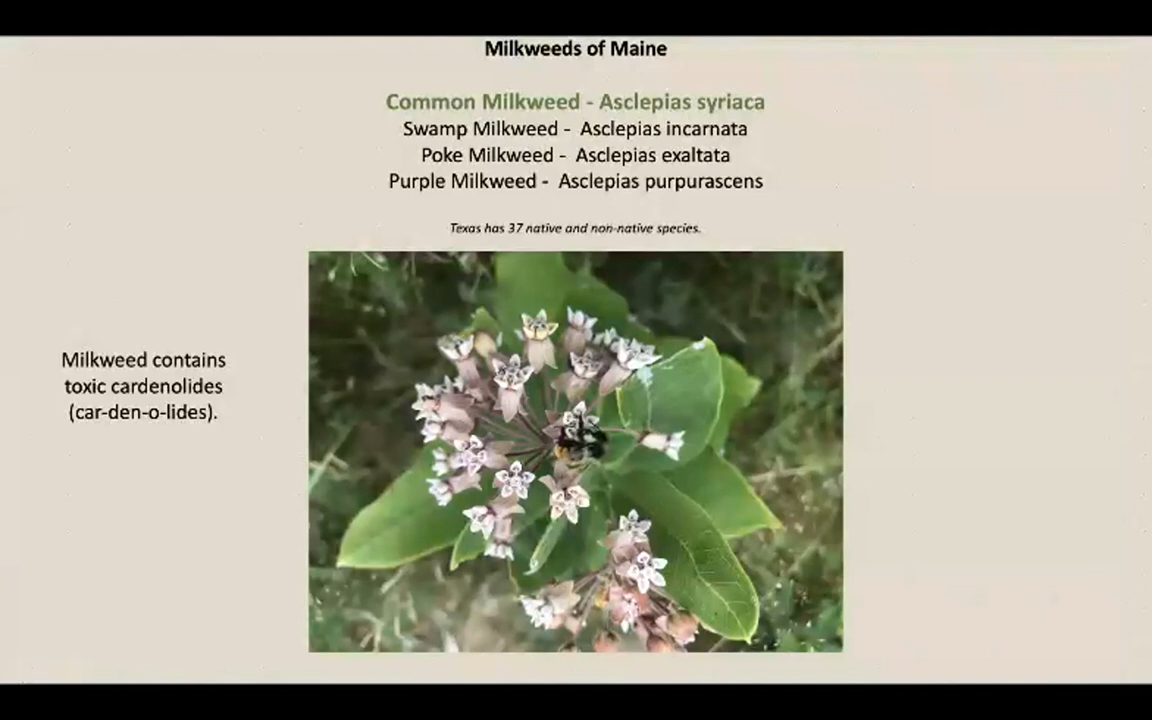 Milkweeds of Maine
Common Milkweed - Asclepias syriaca
Swamp Milkweed - Asclepias incarnata
Poke Milkweed - Asclepias exaltata
Purple Milkweed - Asclepias purpurascens
Texas has 37 native and non-native species.
Milkweed contains
toxic cardenolides
(car-den-o-lides).